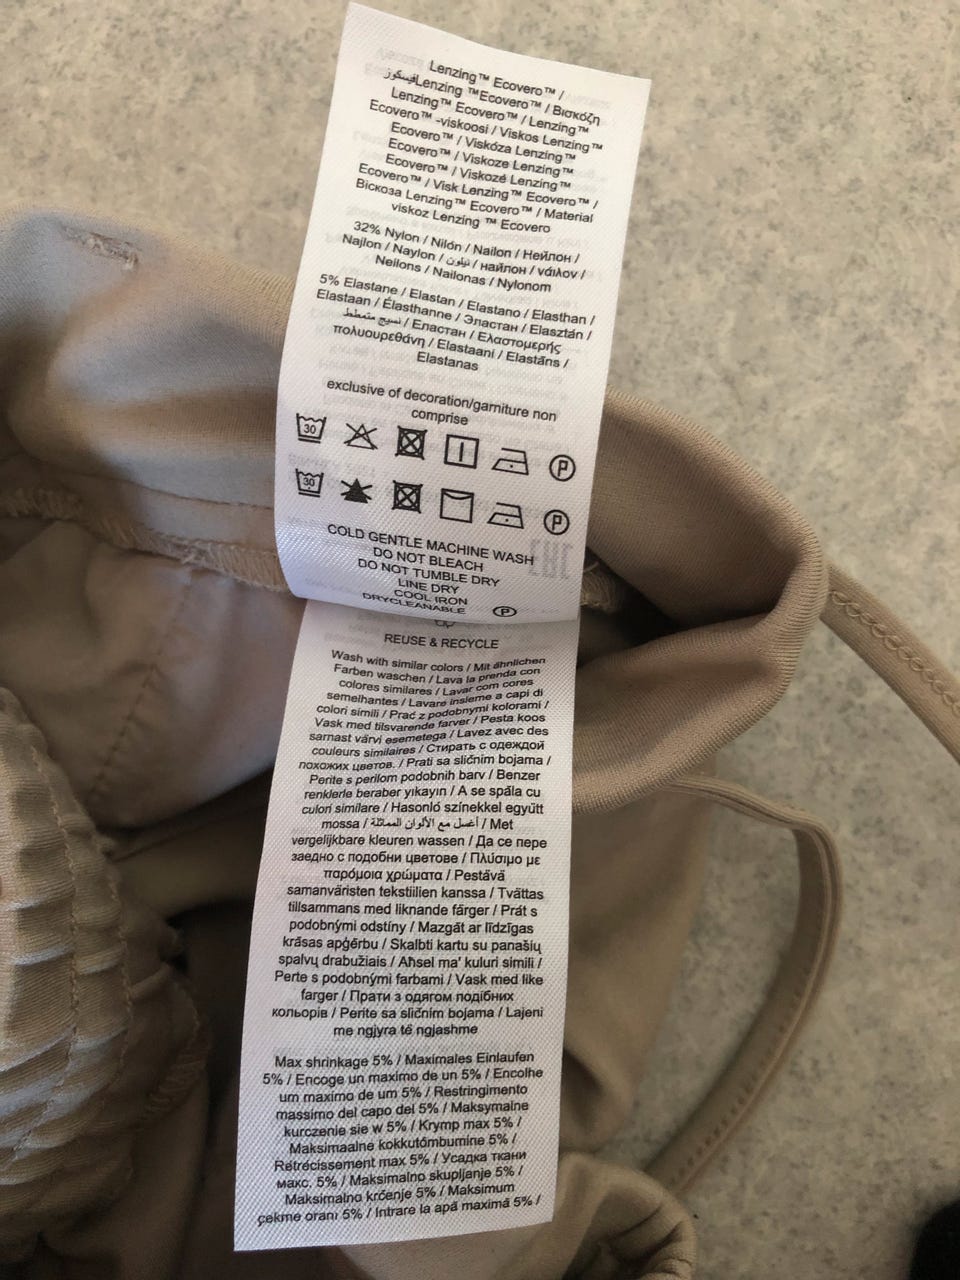 Lenzing™ Ecovero™ /
فيسكوزLenzing ™Ecovero™ / Βισκόζη
Lenzing™ Ecovero™ / Lenzing™
Ecovero™ -viskoosi / Viskos Lenzing™
Ecovero™ / Viskóza Lenzing™
Ecovero™ / Viskoze Lenzing™
Ecovero™ / Viskozė Lenzing™
Ecovero™ / Visk Lenzing™ Ecovero™ /
Віскоза Lenzing™ Ecovero™ / Material
viskoz Lenzing ™ Ecovero
32% Nylon / Nilón / Nailon / Нейлон /
Najlon / Naylon / نيلون / найлон / νάιλον /
Neilons / Nailonas / Nylonom
5% Elastane / Elastan / Elastano / Elasthan /
Elastaan / Élasthanne / Эластан / Elasztán /
نسيج متمطط / Еластан / Ελαστομερής
πολυουρεθάνη / Elastaani / Elastāns /
Elastanas
exclusive of decoration/garniture non
comprise
30 P
30 P
COLD GENTLE MACHINE WASH
DO NOT BLEACH
DO NOT TUMBLE DRY
LINE DRY
COOL IRON
DRYCLEANABLE P
REUSE & RECYCLE
Wash with similar colors / Mit ähnlichen
Farben waschen / Lava la prenda con
colores similares / Lavar com cores
semelhantes / Lavare insieme a capi di
colori simili / Prać z podobnymi kolorami /
Vask med tilsvarende farver / Pesta koos
sarnast värvi esemetega / Lavez avec des
couleurs similaires / Стирать с одеждой
похожих цветов. / Prati sa sličnim bojama /
Perite s perilom podobnih barv / Benzer
renklerle beraber yıkayın / A se spăla cu
culori similare / Hasonló színekkel együtt
mossa / أغسل مع الألوان المماثلة / Met
vergelijkbare kleuren wassen / Да се пере
заедно с подобни цветове / Πλύσιμο με
παρόμοια χρώματα / Pestävä
samanväristen tekstiilien kanssa / Tvättas
tillsammans med liknande färger / Prát s
podobnými odstíny / Mazgāt ar līdzīgas
krāsas apģērbu / Skalbti kartu su panašių
spalvų drabužiais / Aħsel ma' kuluri simili /
Perte s podobnými farbami / Vask med like
farger / Прати з одягом подібних
кольорів / Perite sa sličnim bojama / Lajeni
me ngjyra të ngjashme
Max shrinkage 5% / Maximales Einlaufen
5% / Encoge un maximo de un 5% / Encolhe
um maximo de um 5% / Restringimento
massimo del capo del 5% / Maksymalne
kurczenie sie w 5% / Krymp max 5% /
Maksimaalne kokkutõmbumine 5% /
Rétrécissement max 5% / Усадка ткани
макс. 5% / Maksimalno skupljanje 5% /
Maksimalno krčenje 5% / Maksimum
çekme oranı 5% / Intrare la apă maximă 5% /